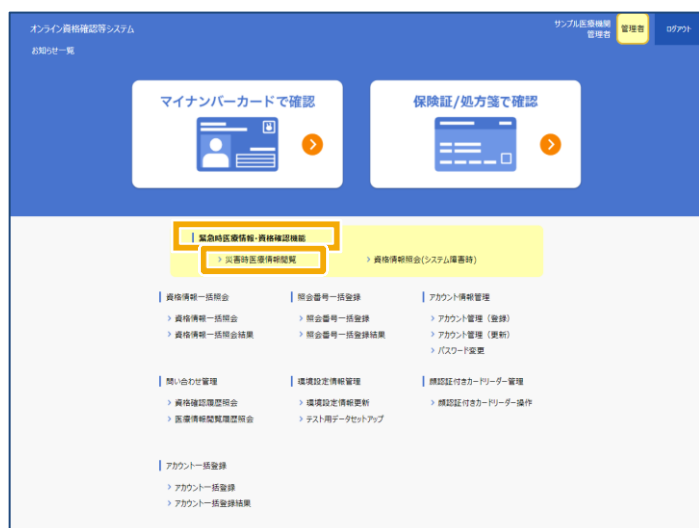 オンライン資格確認等システム
お知らせ一覧
サンプル医療機関
管理者
管理者
ログアウト
マイナンバーカードで確認
保険証/処方箋で確認
緊急時医療情報・資格確認機能
> 災害時医療情報閲覧
> 資格情報照会(システム障害時)
資格情報一括照会
> 資格情報一括照会
> 資格情報一括照会結果
照会番号一括登録
> 照会番号一括登録
> 照会番号一括登録結果
アカウント情報管理
> アカウント管理（登録）
> アカウント管理（更新）
> パスワード変更
問い合わせ管理
> 資格確認履歴照会
> 医療情報閲覧履歴照会
環境設定情報管理
> 環境設定情報更新
> テスト用データセットアップ
顔認証付きカードリーダー管理
> 顔認証付きカードリーダー操作
アカウント一括登録
> アカウント一括登録
> アカウント一括登録結果